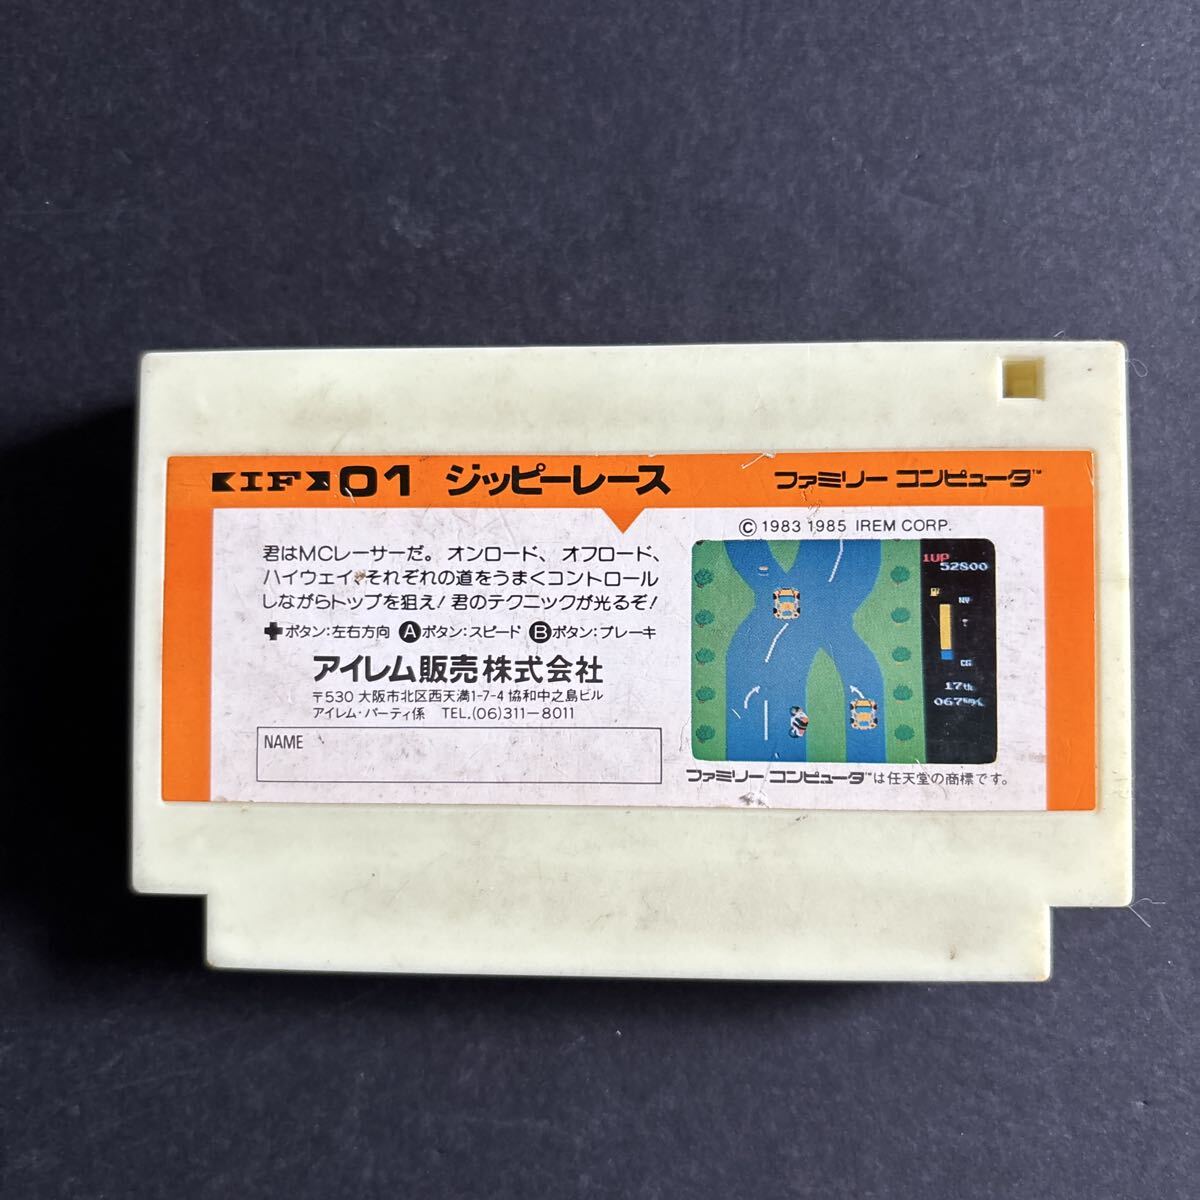 IF 01 ジッピーレース ファミリー コンピュータ™
君はMCレーサーだ。オンロード、オフロード、
ハイウェイ、それぞれの道をうまくコントロール
しながらトップを狙え！君のテクニックが光るぞ！
✚ボタン：左右方向 Ⓐボタン：スピード Ⓑボタン：ブレーキ
アイレム販売株式会社
〒530 大阪市北区西天満1-7-4 協和中之島ビル
アイレム・パーティ係 TEL.(06)311-8011
NAME
©1983 1985 IREM CORP.
1UP
52800
NY
CG
17th
ファミリー コンピュータ™は任天堂の商標です。